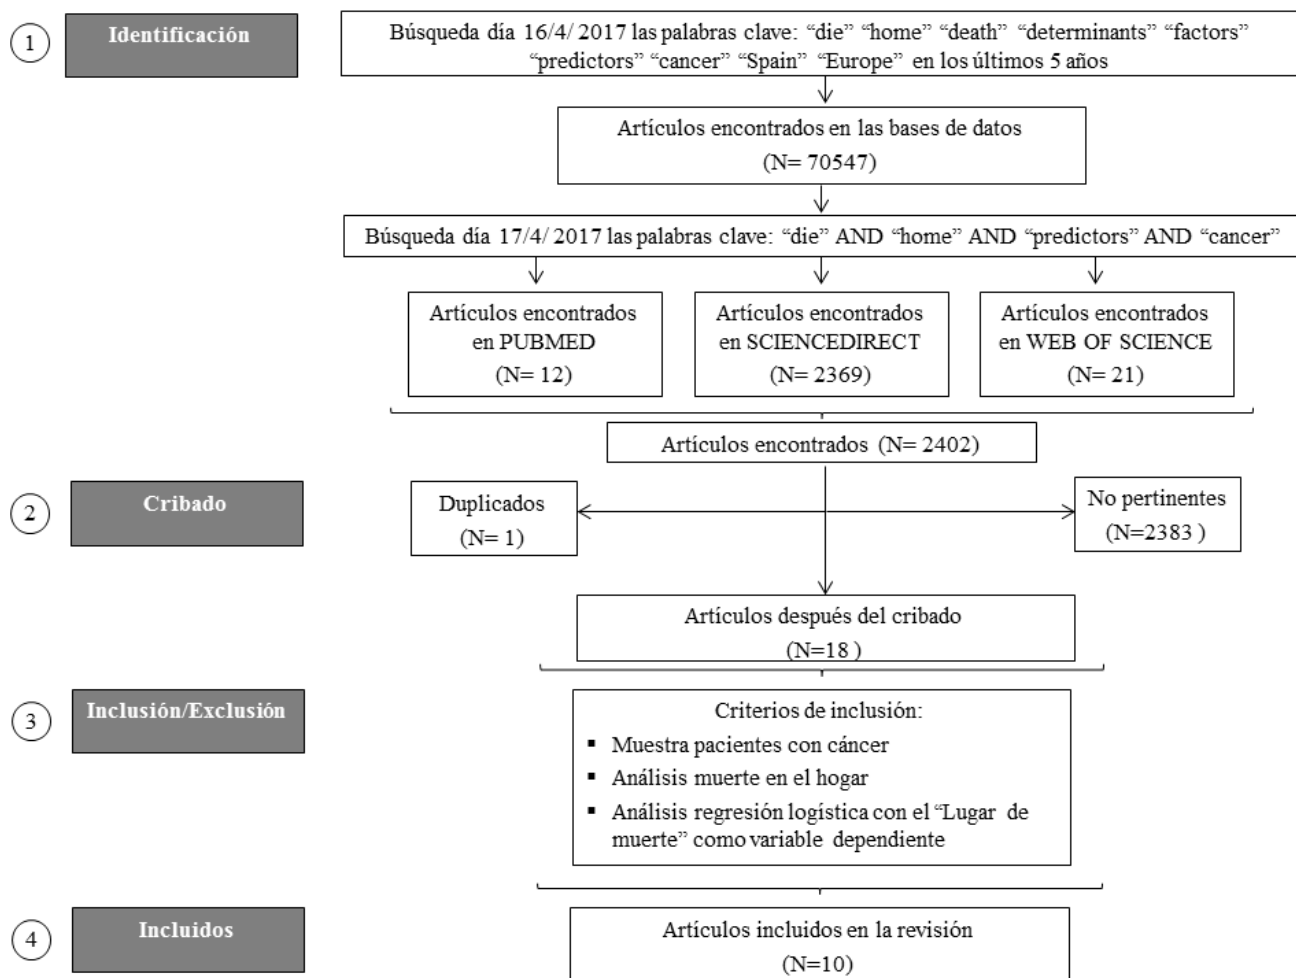 1
Identificación
Búsqueda día 16/4/ 2017 las palabras clave: “die” “home” “death” “determinants” “factors”
“predictors” “cancer” “Spain” “Europe” en los últimos 5 años
Artículos encontrados en las bases de datos
(N= 70547)
Búsqueda día 17/4/ 2017 las palabras clave: “die” AND “home” AND “predictors” AND “cancer”
Artículos encontrados
en PUBMED
(N= 12)
Artículos encontrados
en SCIENCEDIRECT
(N= 2369)
Artículos encontrados
en WEB OF SCIENCE
(N= 21)
Artículos encontrados (N= 2402)
2
Cribado
Duplicados
(N= 1)
No pertinentes
(N=2383 )
Artículos después del cribado
(N=18 )
3
Inclusión/Exclusión
Criterios de inclusión:
▪ Muestra pacientes con cáncer
▪ Análisis muerte en el hogar
▪ Análisis regresión logística con el “Lugar de
muerte” como variable dependiente
4
Incluidos
Artículos incluidos en la revisión
(N=10)